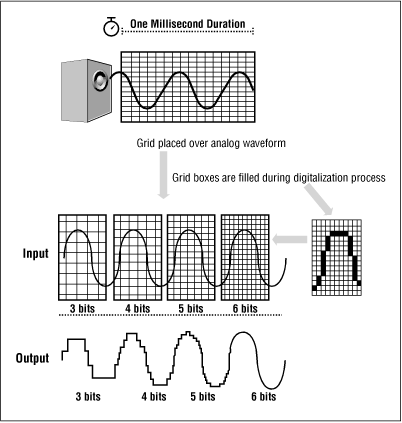 One Millisecond Duration
Grid placed over analog waveform
Grid boxes are filled during digitalization process
Input
3 bits 4 bits 5 bits 6 bits
Output
3 bits 4 bits 5 bits 6 bits